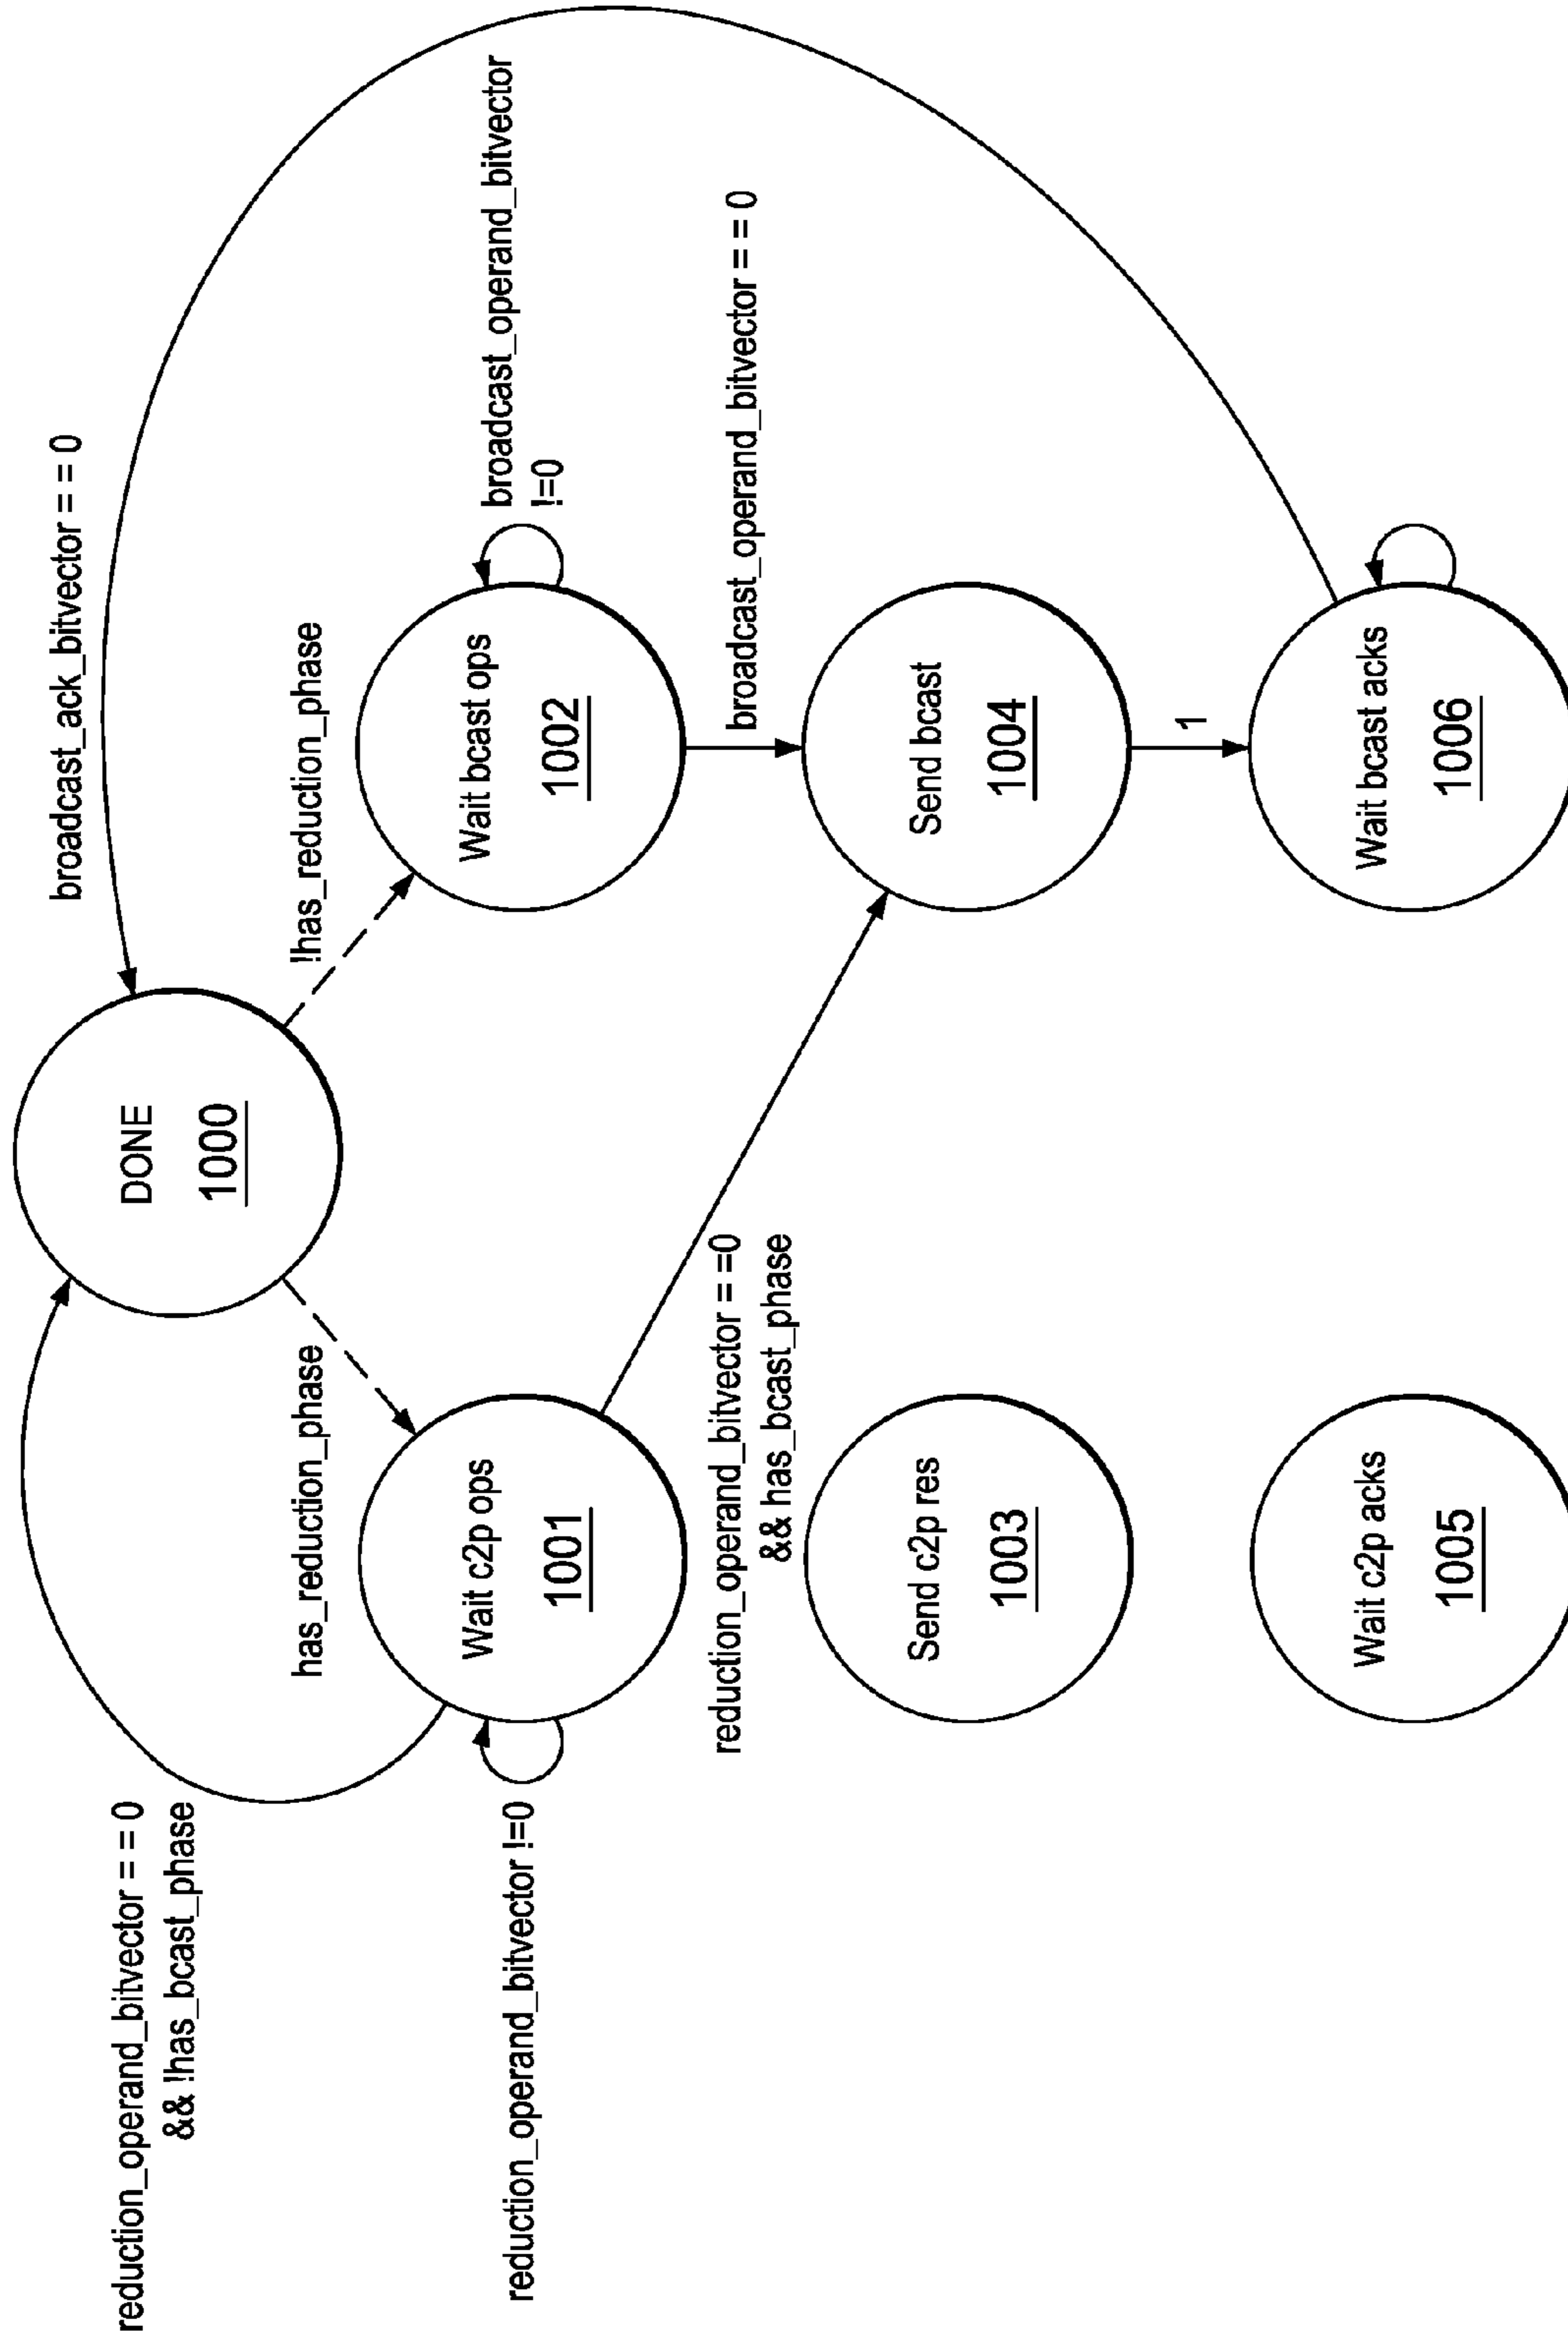 broadcast_ack_bitvector = = 0
reduction_operand_bitvector = = 0
&& !has_bcast_phase
DONE
1000
has_reduction_phase
!has_reduction_phase
reduction_operand_bitvector !=0
Wait c2p ops
1001
Wait bcast ops
1002
broadcast_operand_bitvector
!=0
reduction_operand_bitvector = =0
&& has_bcast_phase
broadcast_operand_bitvector = = 0
Send c2p res
1003
Send bcast
1004
1
Wait c2p acks
1005
Wait bcast acks
1006